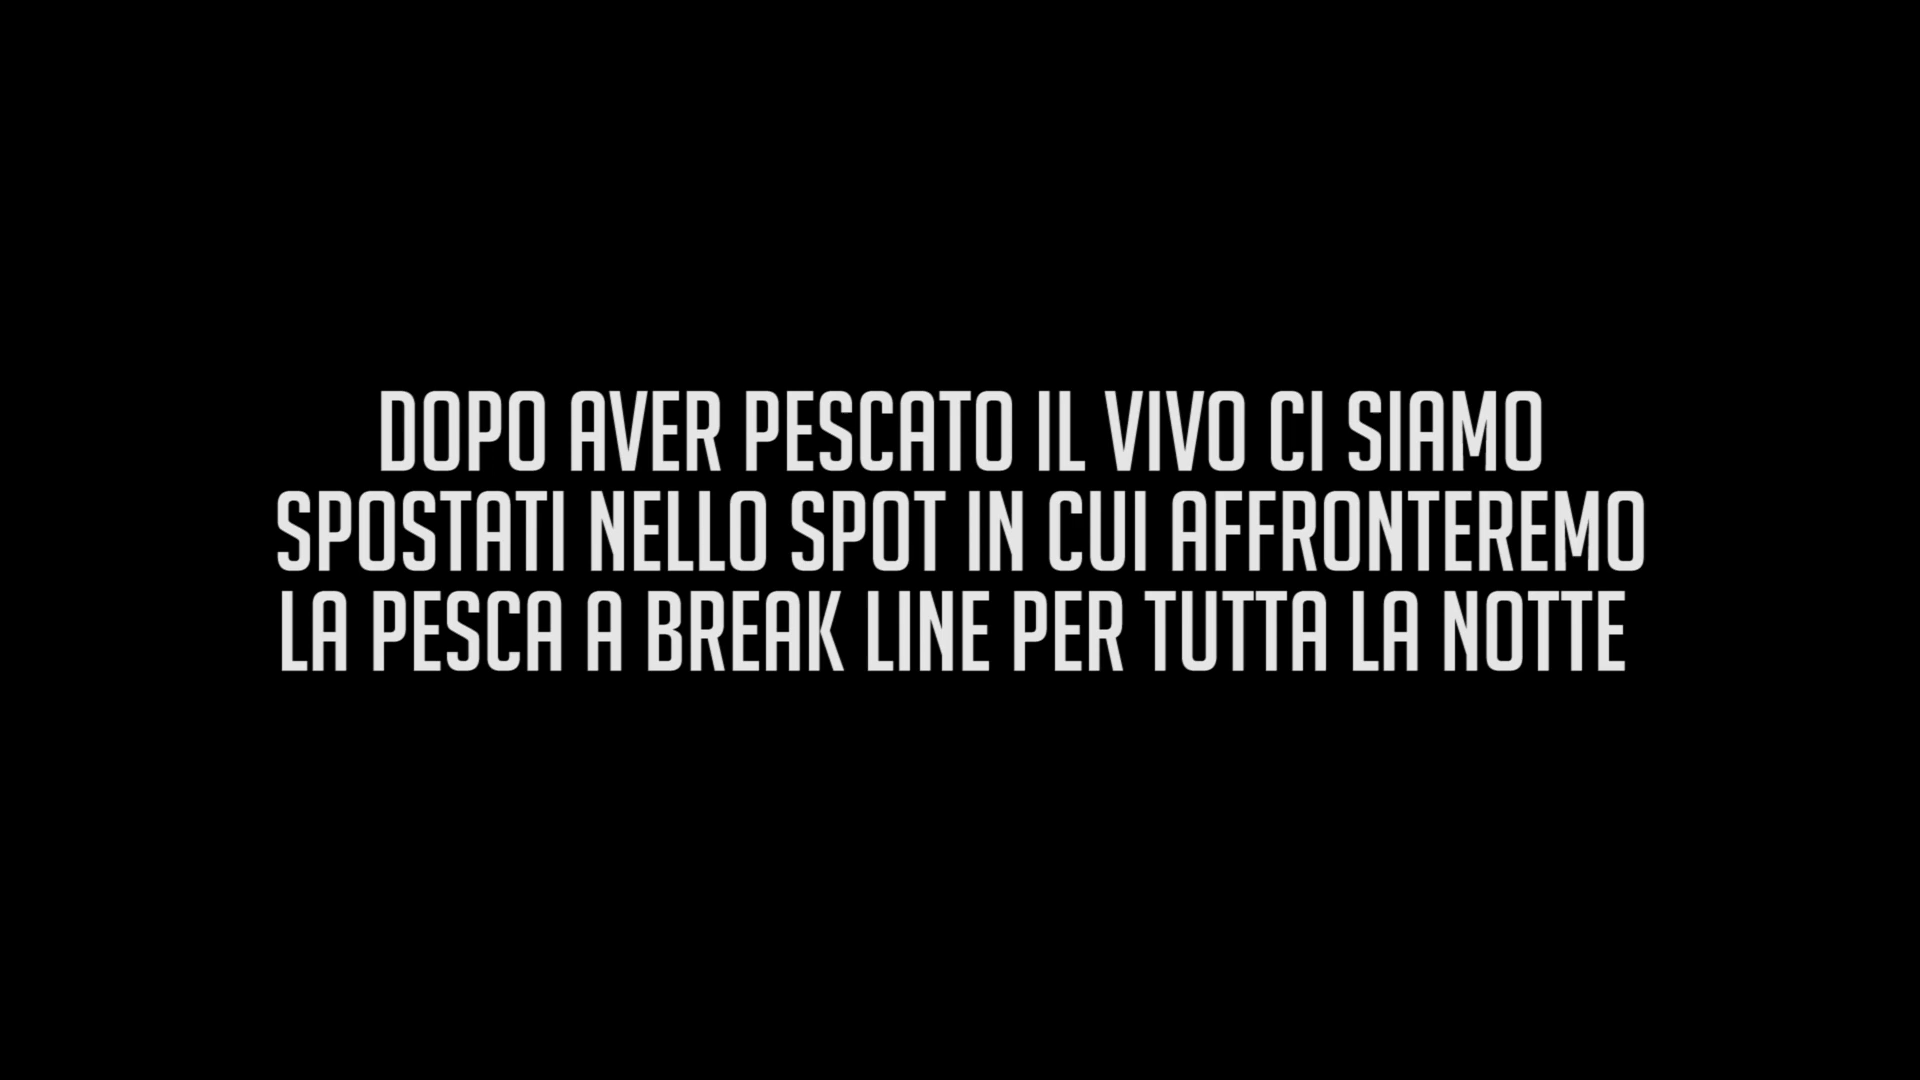 DOPO AVER PESCATO IL VIVO CI SIAMO
SPOSTATI NELLO SPOT IN CUI AFFRONTEREMO
LA PESCA A BREAK LINE PER TUTTA LA NOTTE